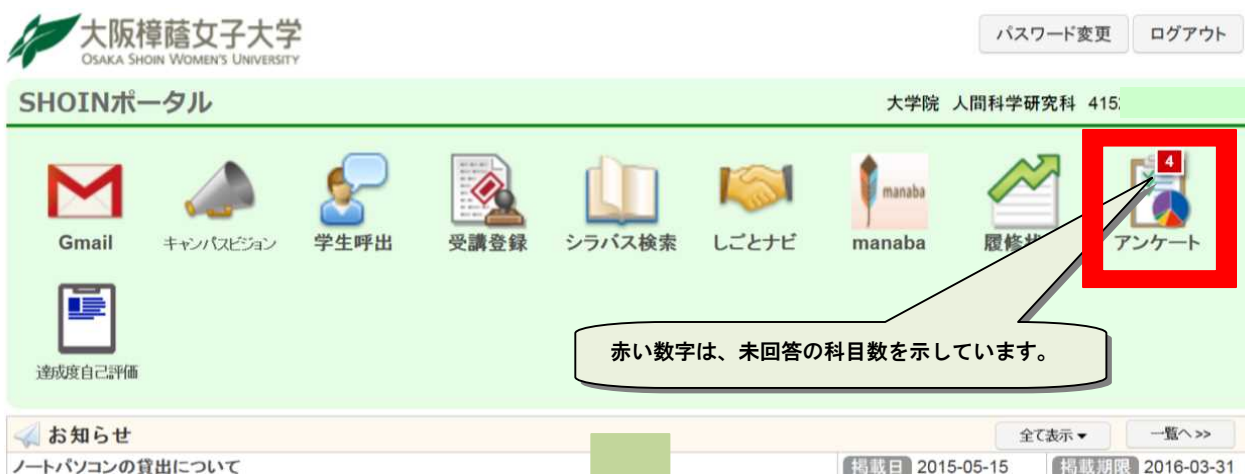 大阪樟蔭女子大学
OSAKA SHOIN WOMEN'S UNIVERSITY
パスワード変更 ログアウト
SHOINポータル
大学院 人間科学研究科 415
4
manaba
Gmail キャンパスビジョン 学生呼出 受講登録 シラバス検索 しごとナビ manaba 履修 アンケート
赤い数字は、未回答の科目数を示しています。
達成度自己評価
お知らせ 全て表示▼ 一覧へ>>
ノートパソコンの貸出について 掲載日 2015-05-15 掲載期限 2016-03-31